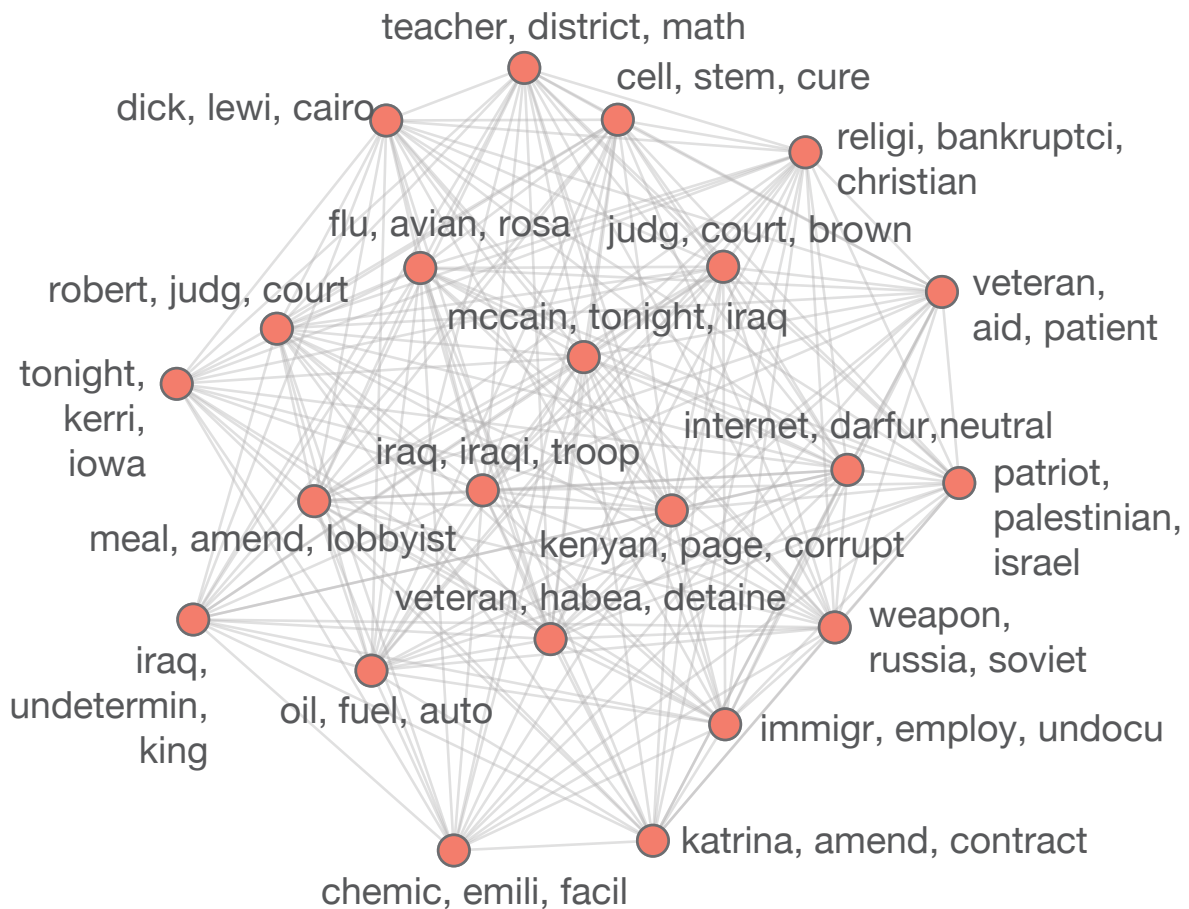 teacher, district, math
cell, stem, cure
dick, lewi, cairo
religi, bankruptci,
christian
flu, avian, rosa
judg, court, brown
robert, judg, court
veteran,
aid, patient
mccain, tonight, iraq
tonight,
kerri,
iowa
internet, darfur,neutral
iraq, iraqi, troop
patriot,
palestinian,
israel
meal, amend, lobbyist
kenyan, page, corrupt
veteran, habea, detaine
weapon,
russia, soviet
iraq,
undetermin,
king
oil, fuel, auto
immigr, employ, undocu
katrina, amend, contract
chemic, emili, facil